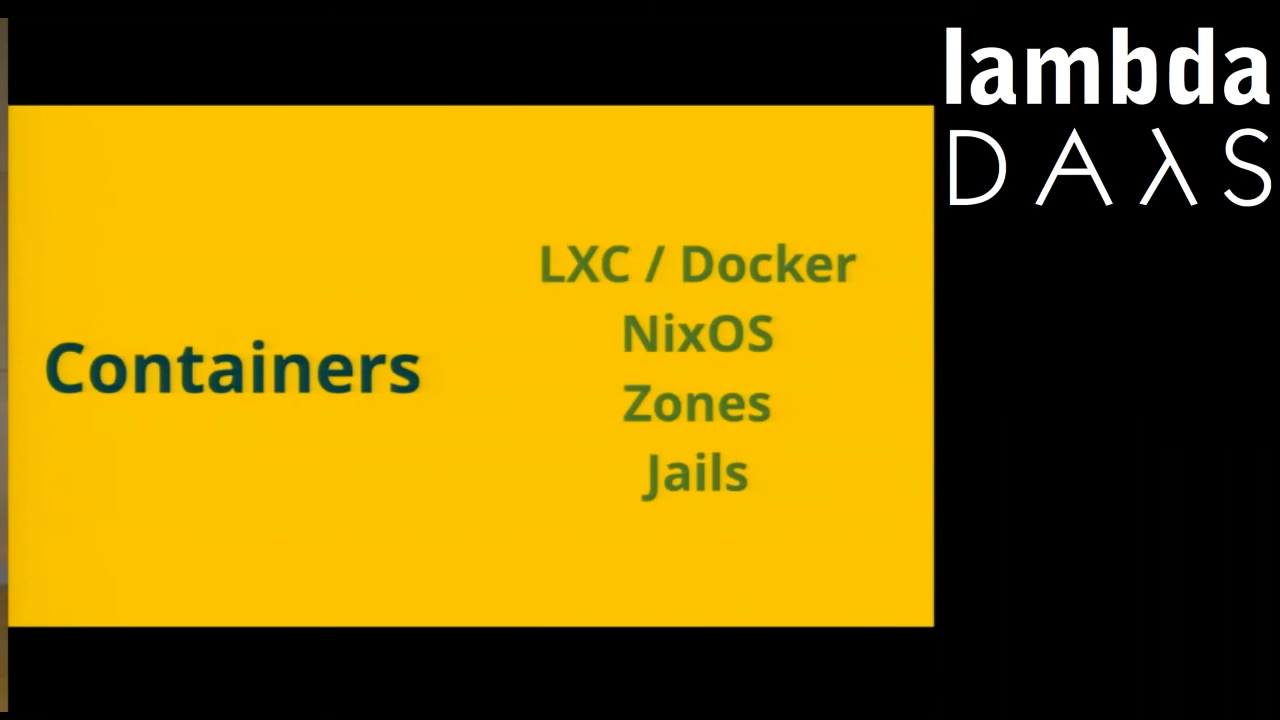 lambda
DAλS
Containers
LXC / Docker
NixOS
Zones
Jails